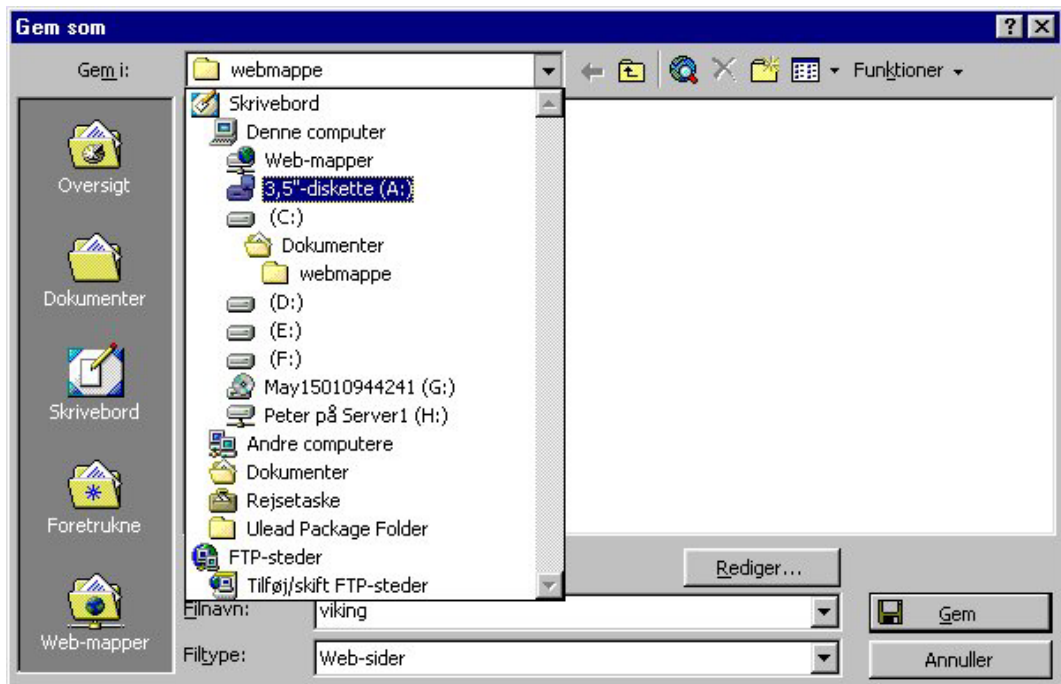 Gem som
Gem i:
webmappe
Funktioner
Oversigt
Dokumenter
Skrivebord
Foretrukne
Web-mapper
Skrivebord
Denne computer
Web-mapper
3,5"-diskette (A:)
(C:)
Dokumenter
webmappe
(D:)
(E:)
(F:)
May15010944241 (G:)
Peter på Server1 (H:)
Andre computere
Dokumenter
Rejsetaske
Ulead Package Folder
FTP-steder
Tilføj/skift FTP-steder
Rediger...
Filnavn:
viking
Gem
Filtype:
Web-sider
Annuller